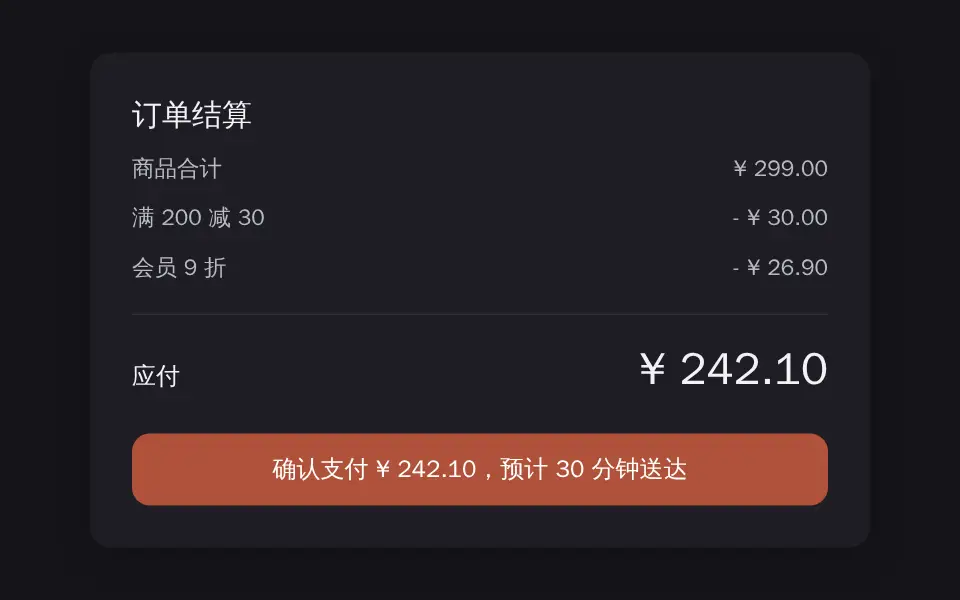 订单结算
商品合计 ¥ 299.00
满 200 减 30 - ¥ 30.00
会员 9 折 - ¥ 26.90
应付 ¥ 242.10
确认支付 ¥ 242.10，预计 30 分钟送达